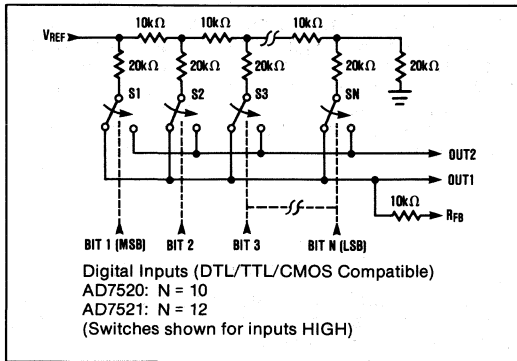 VREF 10kΩ 10kΩ 10kΩ
20kΩ 20kΩ 20kΩ 20kΩ 20kΩ
S1 S2 S3 SN
OUT2
OUT1
10kΩ
RFB
BIT 1 (MSB) BIT 2 BIT 3 BIT N (LSB)
Digital Inputs (DTL/TTL/CMOS Compatible)
AD7520: N = 10
AD7521: N = 12
(Switches shown for inputs HIGH)